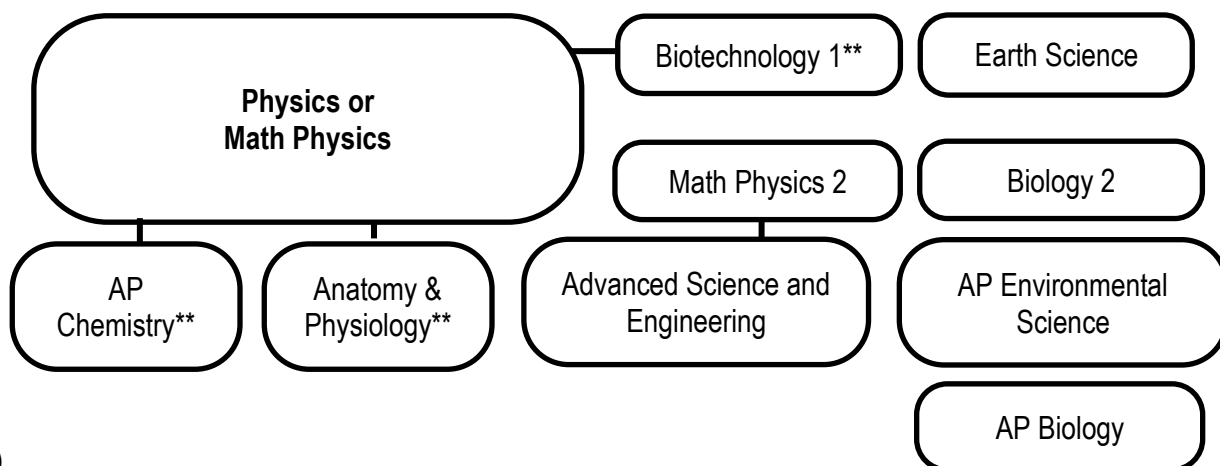 Physics or
Math Physics
Biotechnology 1**
Earth Science
Math Physics 2
Biology 2
AP
Chemistry**
Anatomy &
Physiology**
Advanced Science and
Engineering
AP Environmental
Science
AP Biology
)